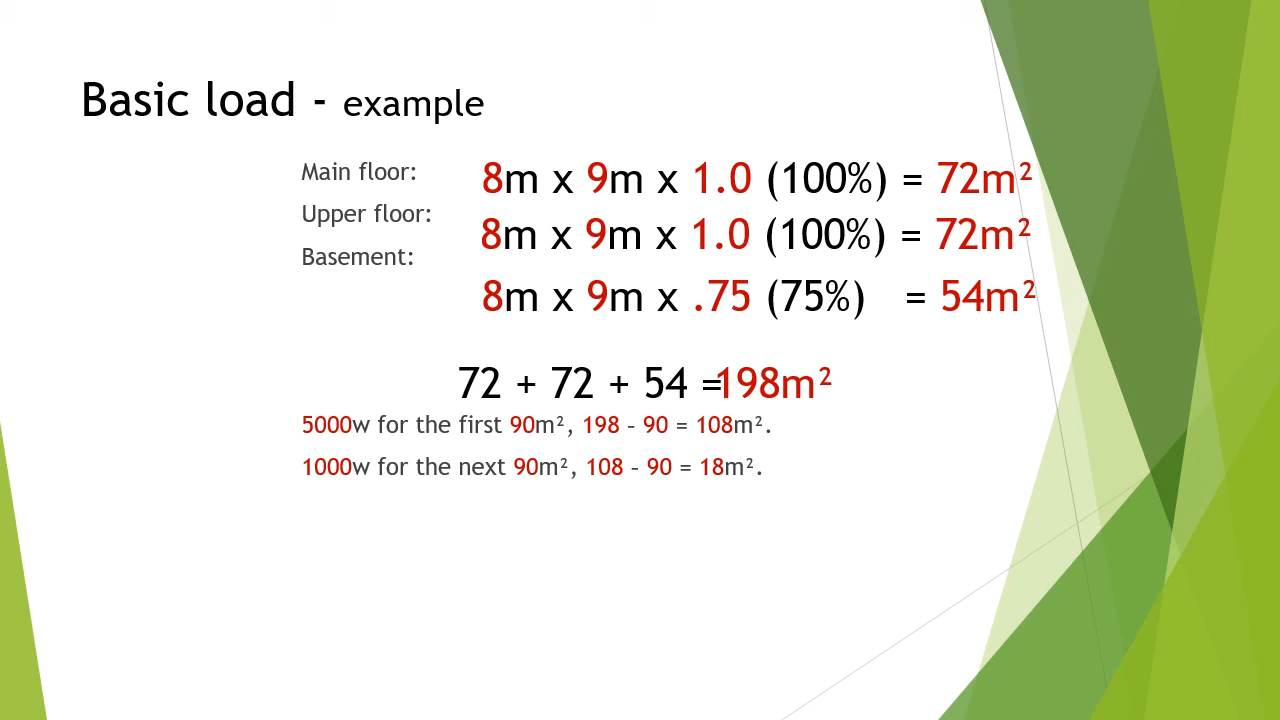 Basic load - example
Main floor: 8m x 9m x 1.0 (100%) = 72m²
Upper floor: 8m x 9m x 1.0 (100%) = 72m²
Basement: 8m x 9m x .75 (75%) = 54m²
72 + 72 + 54 =198m²
5000w for the first 90m², 198 – 90 = 108m².
1000w for the next 90m², 108 – 90 = 18m².